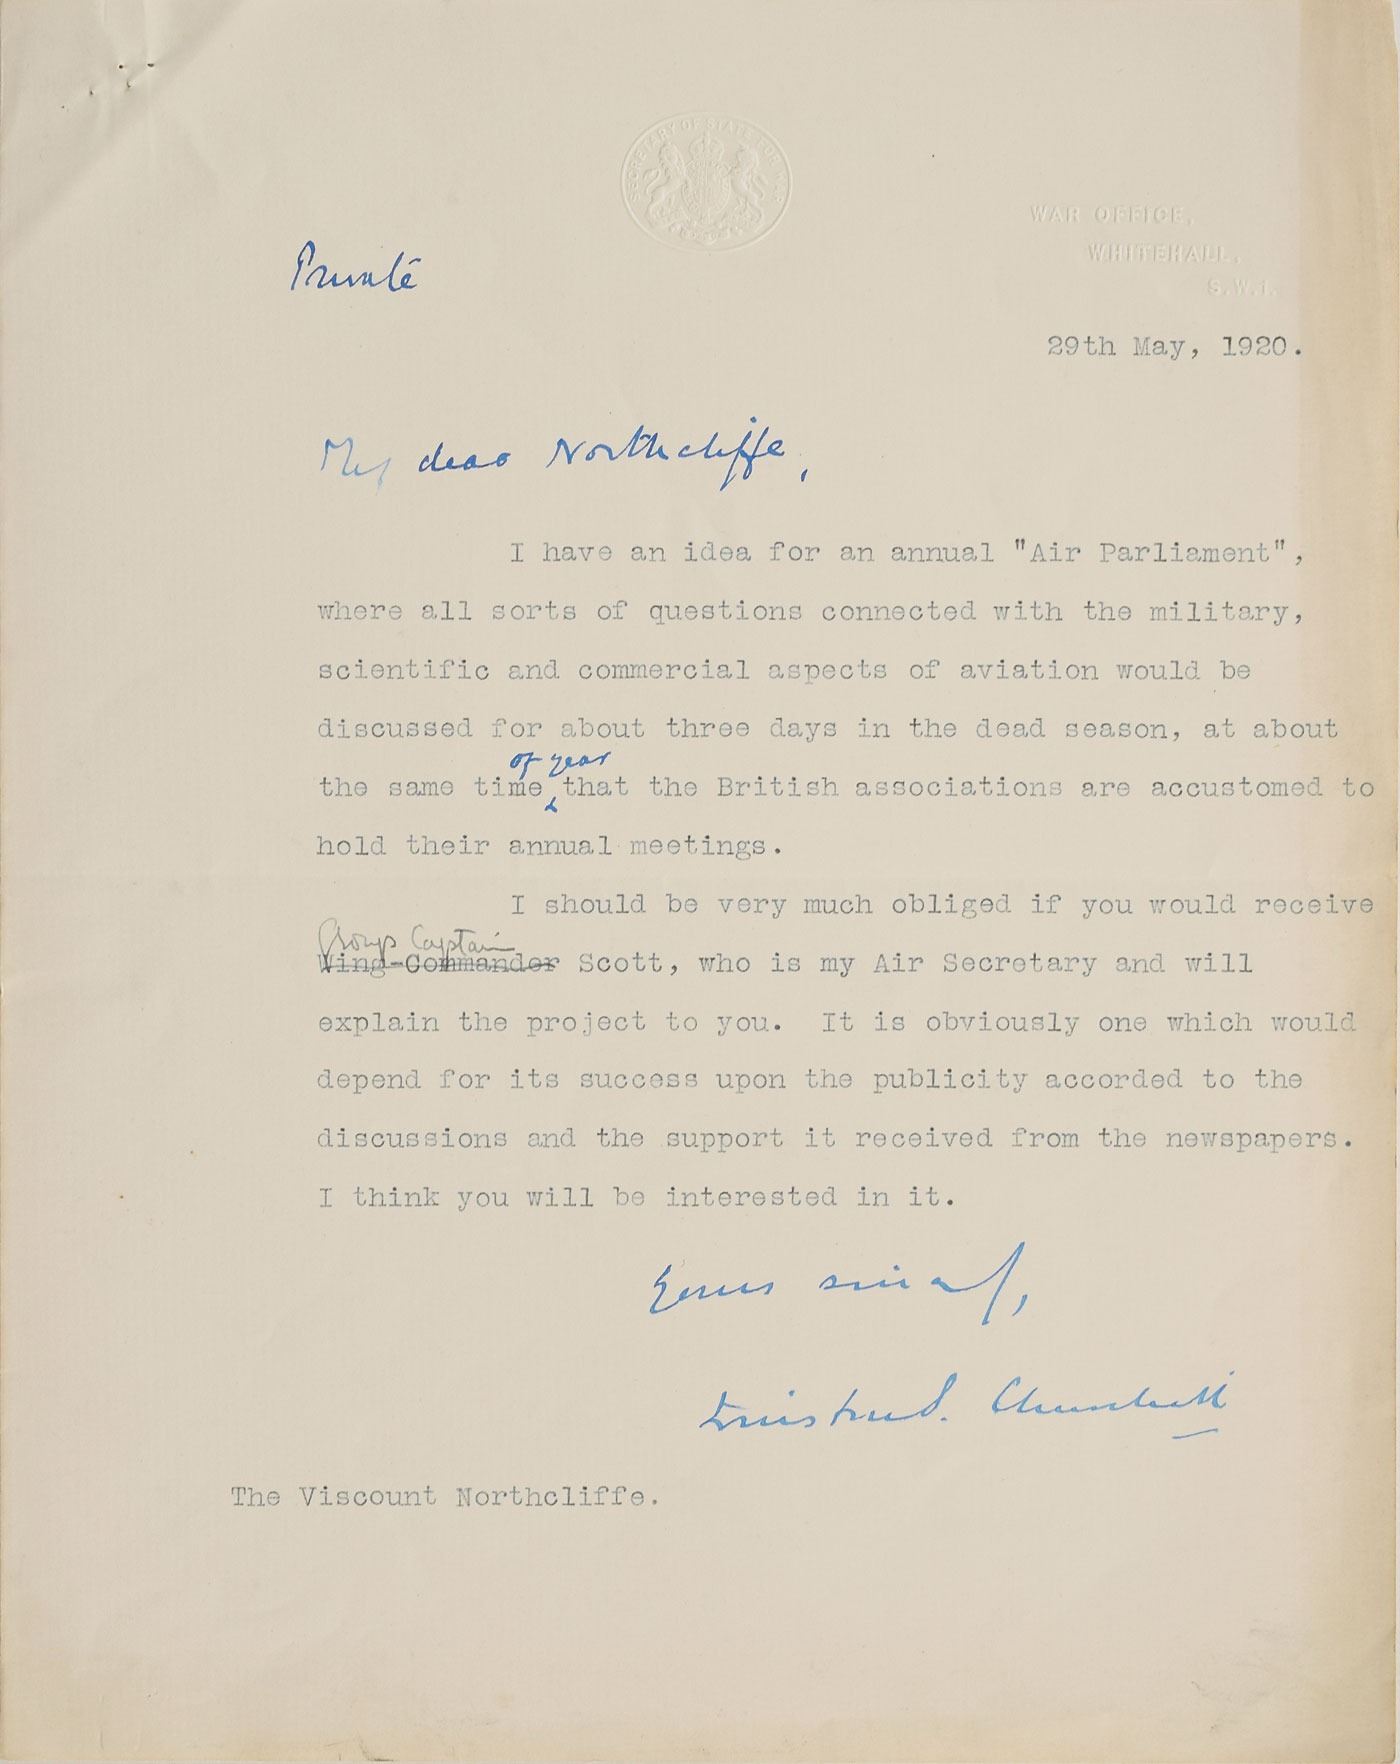 SECRETARY OF STATE FOR WAR
WAR OFFICE,
WHITEHALL,
S.W.1.
Private
29th May, 1920.
My dear Northcliffe,
I have an idea for an annual "Air Parliament",
where all sorts of questions connected with the military,
scientific and commercial aspects of aviation would be
discussed for about three days in the dead season, at about
of year
the same time that the British associations are accustomed to
hold their annual meetings.
I should be very much obliged if you would receive
Group Captain
Wing-Commander Scott, who is my Air Secretary and will
explain the project to you. It is obviously one which would
depend for its success upon the publicity accorded to the
discussions and the support it received from the newspapers.
I think you will be interested in it.
Yours sincerely,
Winston S. Churchill
The Viscount Northcliffe.